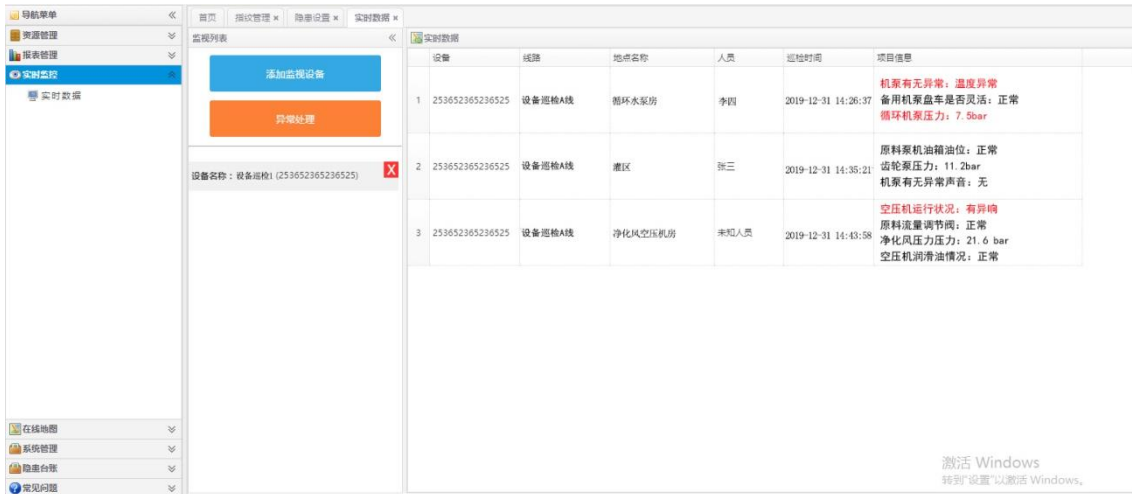 导航菜单
资源管理
报表管理
实时监控
实时数据
在线地图
系统管理
隐患台账
常见问题
首页 指纹管理 × 隐患设置 × 实时数据 ×
监视列表
添加监视设备
异常处理
设备名称：设备巡检1 (253652365236525) X
实时数据
设备 线路 地点名称 人员 巡检时间 项目信息
1 253652365236525 设备巡检A线 循环水泵房 李四 2019-12-31 14:26:37
机泵有无异常：温度异常
备用机泵盘车是否灵活：正常
循环机泵压力：7.5bar
2 253652365236525 设备巡检A线 灌区 张三 2019-12-31 14:35:21
原料泵机油箱油位：正常
齿轮泵压力：11.2bar
机泵有无异常声音：无
3 253652365236525 设备巡检A线 净化风空压机房 未知人员 2019-12-31 14:43:58
空压机运行状况：有异响
原料流量调节阀：正常
净化风压力压力：21.6 bar
空压机润滑油情况：正常
激活 Windows
转到"设置"以激活 Windows。